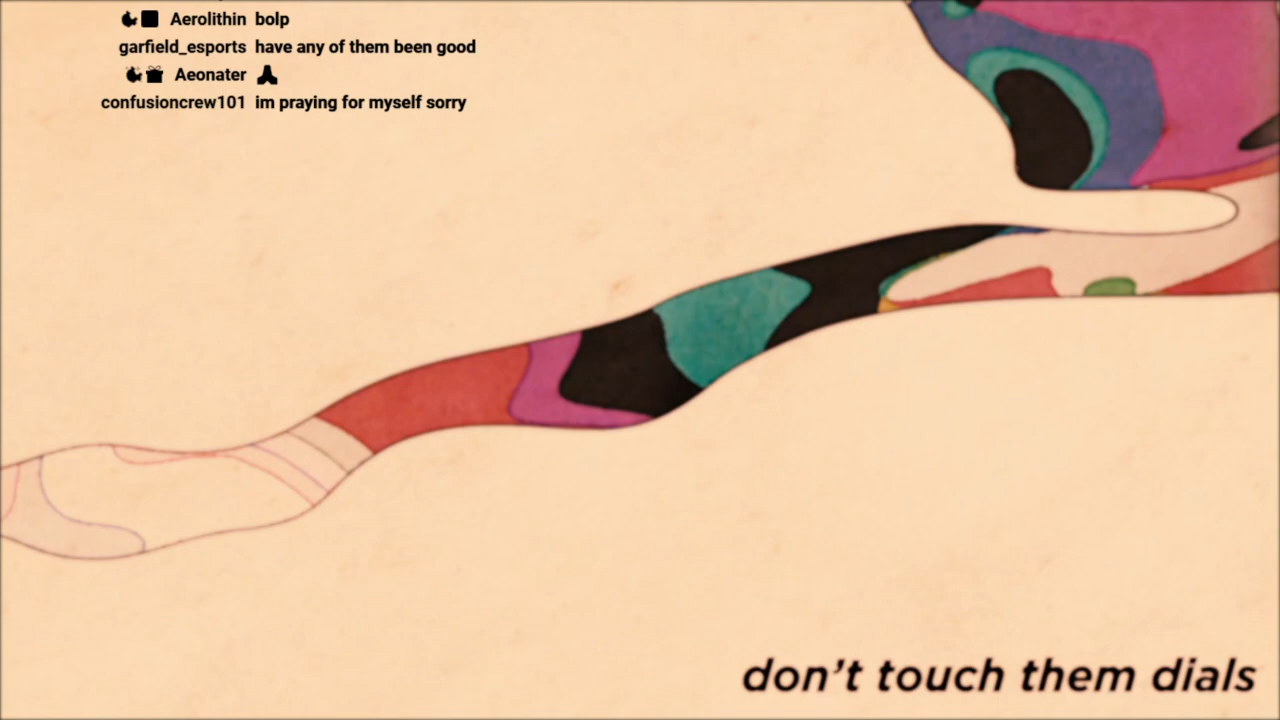 Aerolithin bolp
garfield_esports have any of them been good
Aeonater
confusioncrew101 im praying for myself sorry
don't touch them dials